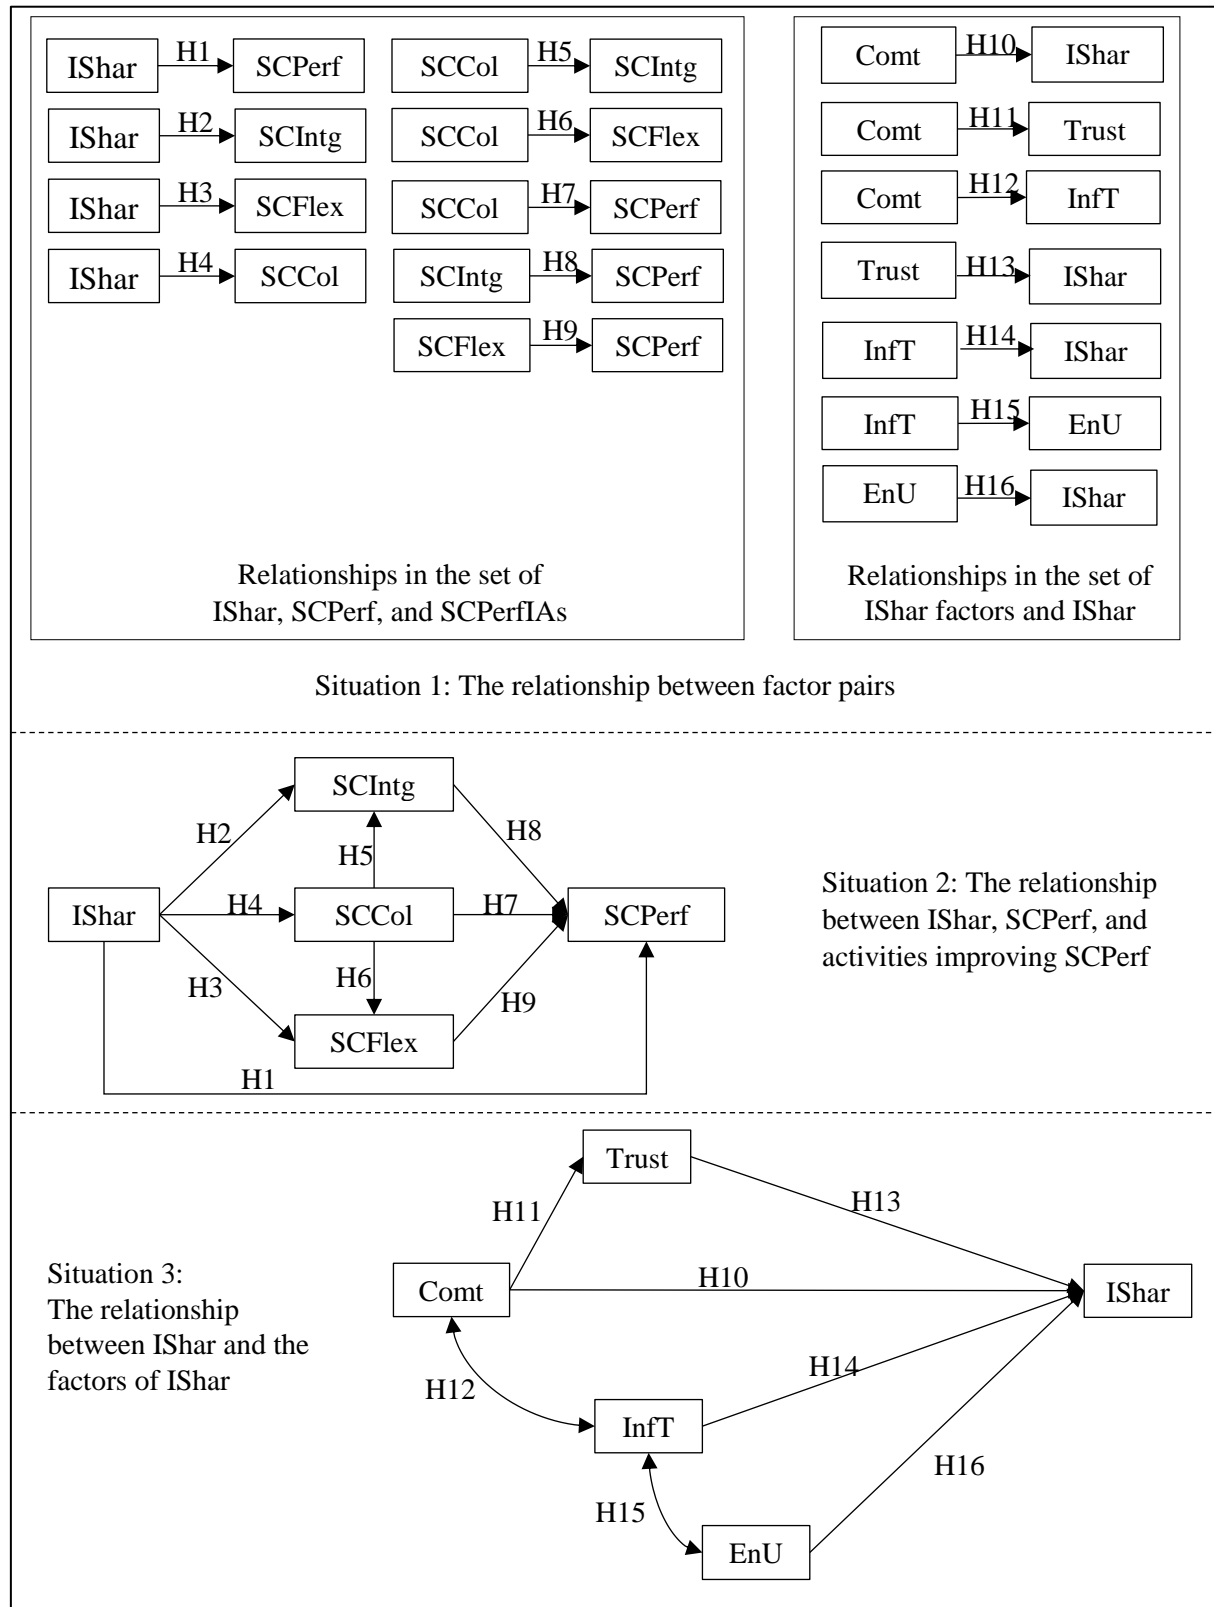 IShar H1 SCPerf
IShar H2 SCIntg
IShar H3 SCFlex
IShar H4 SCCol
SCCol H5 SCIntg
SCCol H6 SCFlex
SCCol H7 SCPerf
SCIntg H8 SCPerf
SCFlex H9 SCPerf
Relationships in the set of
IShar, SCPerf, and SCPerfIAs
Comt H10 IShar
Comt H11 Trust
Comt H12 InfT
Trust H13 IShar
InfT H14 IShar
InfT H15 EnU
EnU H16 IShar
Relationships in the set of
IShar factors and IShar
Situation 1: The relationship between factor pairs
SCIntg
H2
H8
H5
IShar H4 SCCol H7 SCPerf
H3
H6
H9
SCFlex
H1
Situation 2: The relationship
between IShar, SCPerf, and
activities improving SCPerf
Situation 3:
The relationship
between IShar and the
factors of IShar
Trust
H11
H13
Comt H10 IShar
H12
H14
InfT
H15
H16
EnU